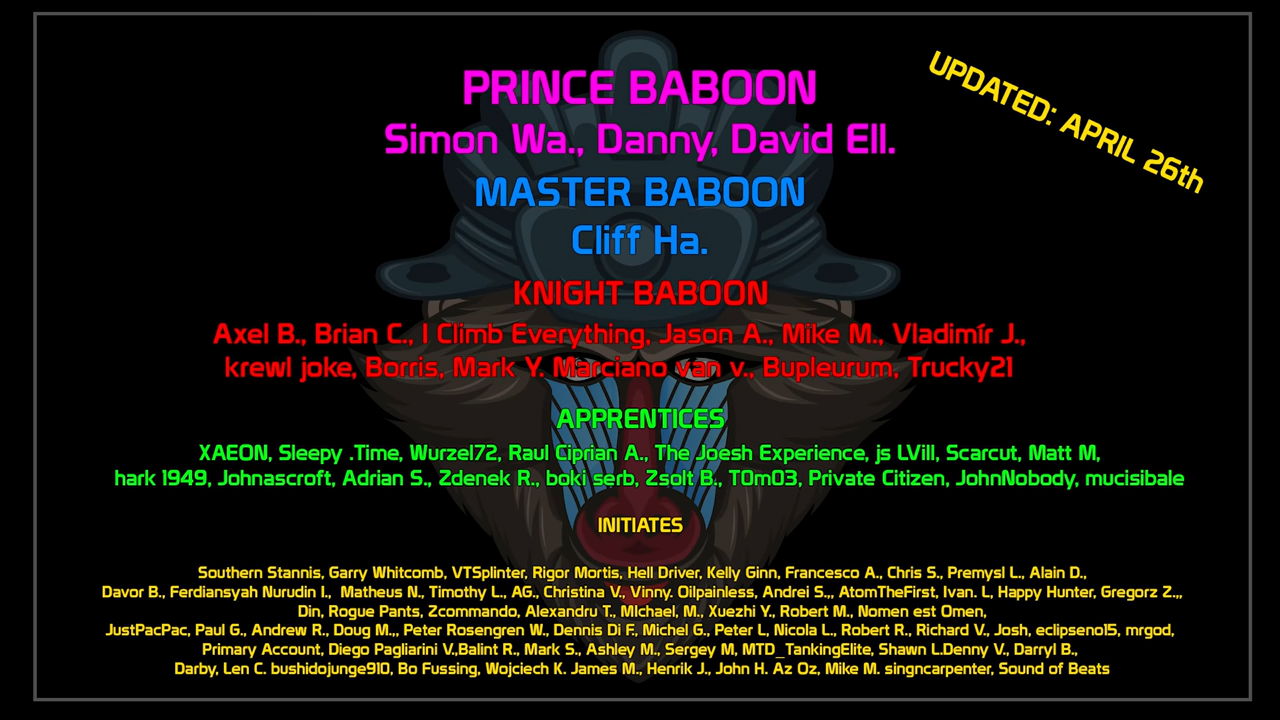 PRINCE BABOON
Simon Wa., Danny, David Ell.
UPDATED: APRIL 26th
MASTER BABOON
Cliff Ha.
KNIGHT BABOON
Axel B., Brian C., I Climb Everything, Jason A., Mike M., Vladimír J.,
krewl joke, Borris, Mark Y. Marciano van v., Bupleurum, Trucky21
APPRENTICES
XAEON, Sleepy .Time, Wurzel72, Raul Ciprian A., The Joesh Experience, js LVill, Scarcut, Matt M,
hark 1949, Johnascroft, Adrian S., Zdenek R., boki serb, Zsolt B., T0m03, Private Citizen, JohnNobody, mucisibale
INITIATES
Southern Stannis, Garry Whitcomb, VTSplinter, Rigor Mortis, Hell Driver, Kelly Ginn, Francesco A., Chris S., Premysl L., Alain D.,
Davor B., Ferdiansyah Nurudin I., Matheus N., Timothy L., AG., Christina V., Vinny. Oilpainless, Andrei S.,, AtomTheFirst, Ivan. L, Happy Hunter, Gregorz Z.,,
Din, Rogue Pants, Zcommando, Alexandru T., MIchael, M., Xuezhi Y., Robert M., Nomen est Omen,
JustPacPac, Paul G., Andrew R., Doug M.,, Peter Rosengren W., Dennis Di F., Michel G., Peter L, Nicola L., Robert R., Richard V., Josh, eclipseno15, mrgod,
Primary Account, Diego Pagliarini V.,Balint R., Mark S., Ashley M., Sergey M, MTD_TankingElite, Shawn L.Denny V., Darryl B.,
Darby, Len C. bushidojunge910, Bo Fussing, Wojciech K. James M., Henrik J., John H. Az Oz, Mike M. singncarpenter, Sound of Beats